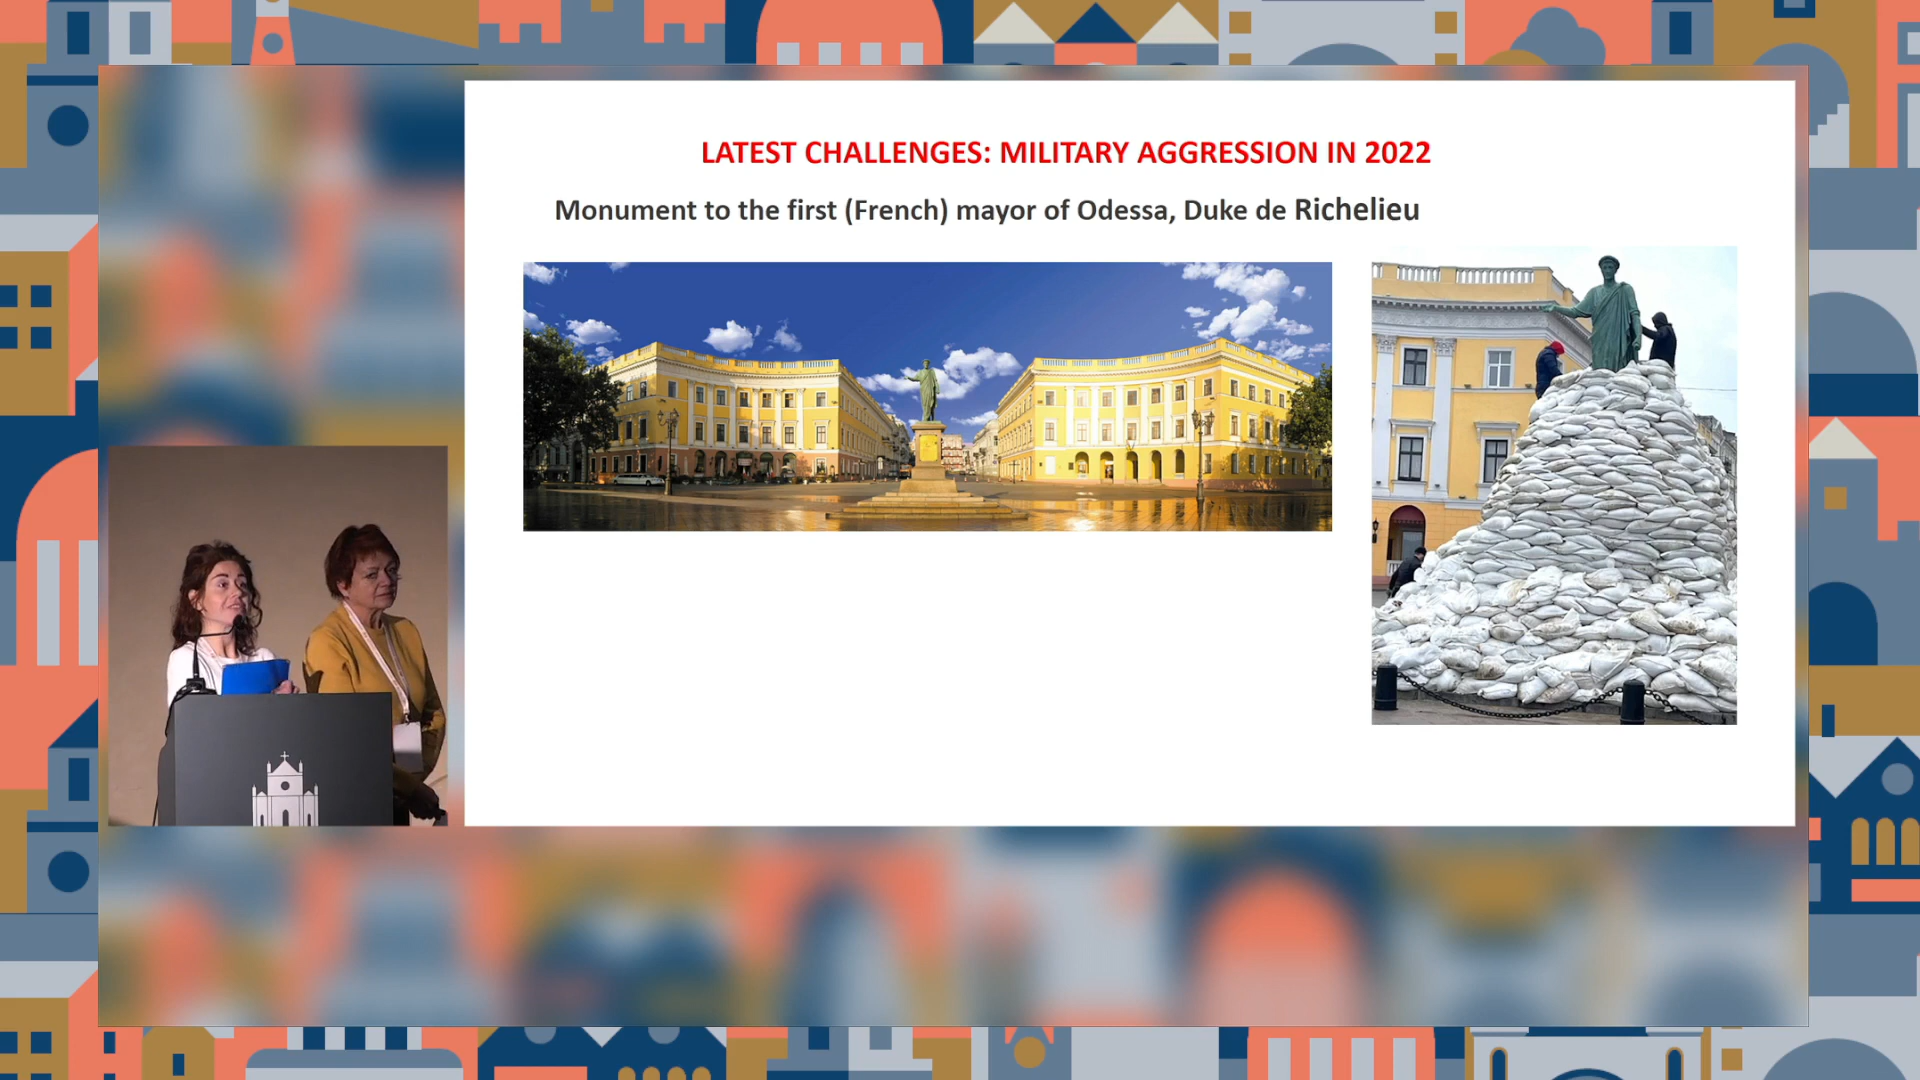 LATEST CHALLENGES: MILITARY AGGRESSION IN 2022
Monument to the first (French) mayor of Odessa, Duke de Richelieu